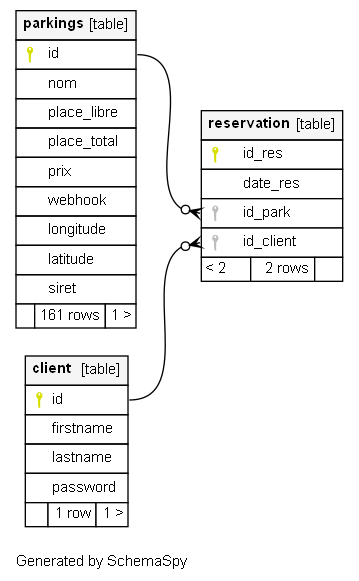 parkings [table]
id
nom
place_libre
place_total
prix
webhook
longitude
latitude
siret
161 rows 1 >
reservation [table]
id_res
date_res
id_park
id_client
< 2 2 rows
client [table]
id
firstname
lastname
password
1 row 1 >
Generated by SchemaSpy